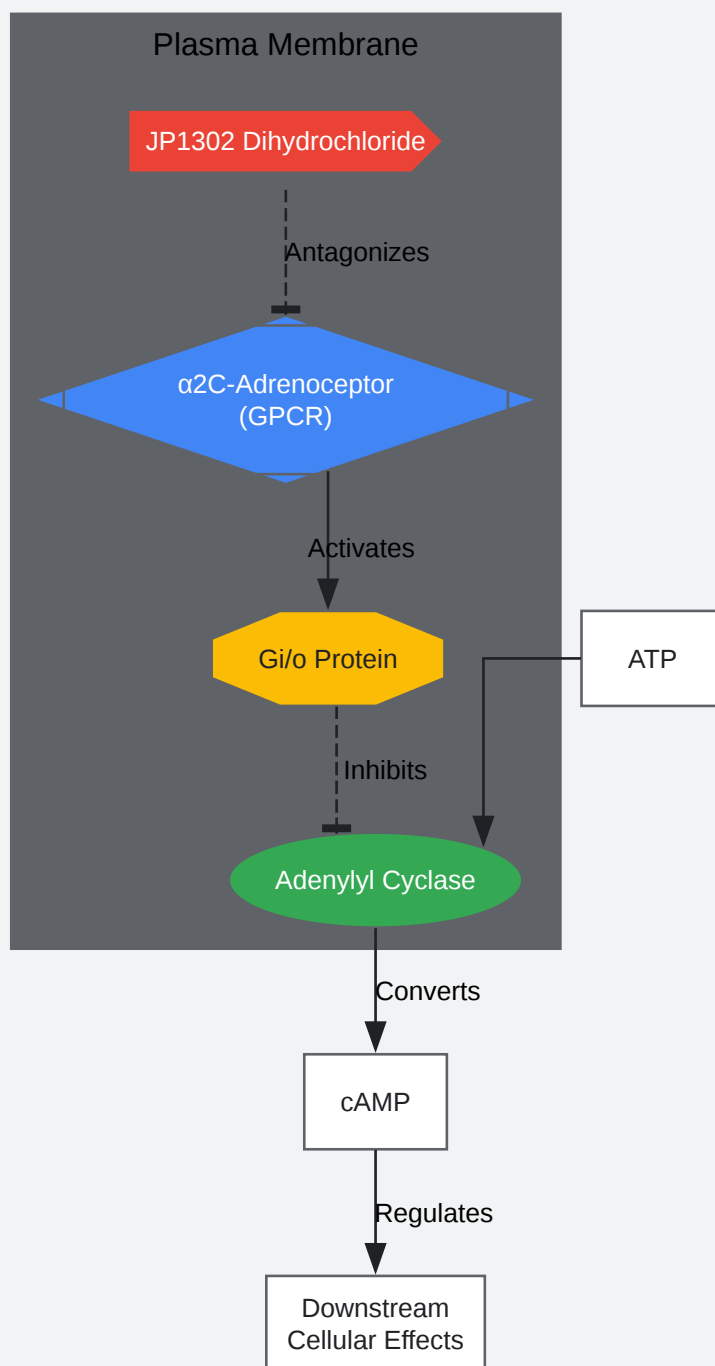 Plasma Membrane
JP1302 Dihydrochloride
Antagonizes
α2C-Adrenoceptor
(GPCR)
Activates
Gi/o Protein
ATP
Inhibits
Adenylyl Cyclase
Converts
cAMP
Regulates
Downstream
Cellular Effects